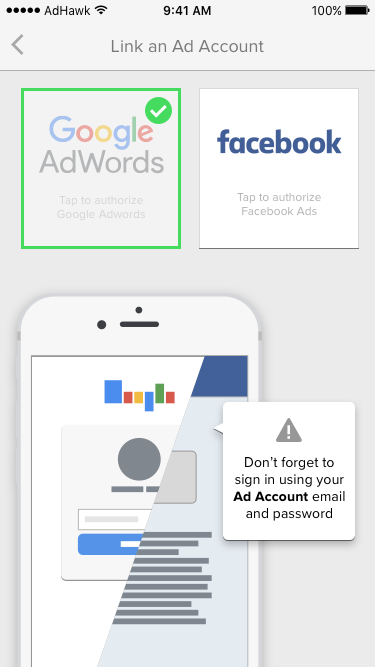 AdHawk 9:41 AM 100%
Link an Ad Account
Google
AdWords
Tap to authorize
Google Adwords
facebook
Tap to authorize
Facebook Ads
Don't forget to
sign in using your
Ad Account email
and password